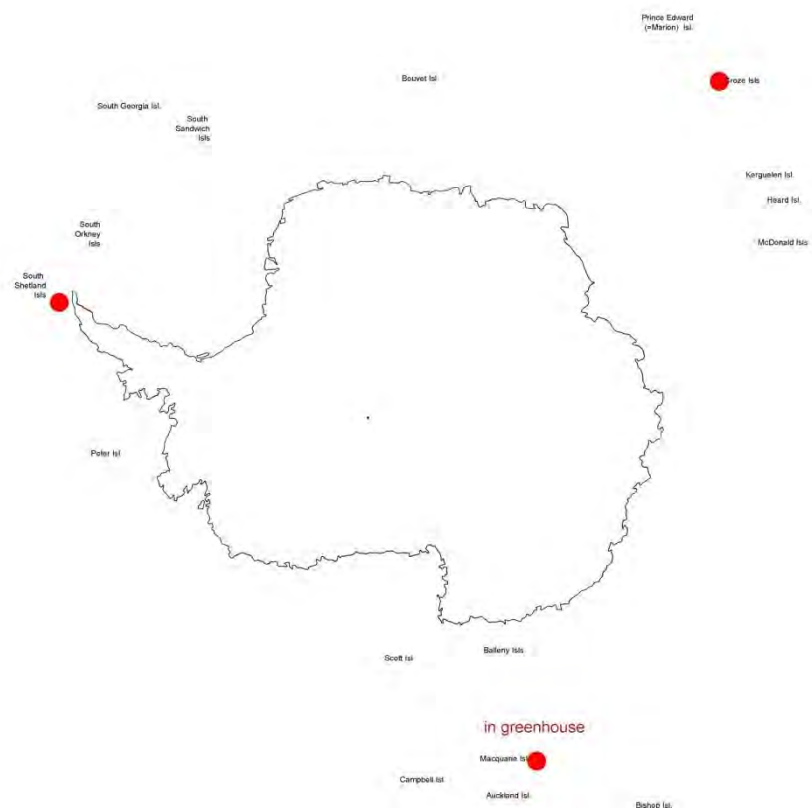 Prince Edward
(=Marion) Isl.
Bouvet Isl
Croze Isls
South Georgia Isl.
South
Sandwich
Isls
Kerguelen Isl.
Heard Isl.
South
Orkney
Isls
McDonald Isls
South
Shetland
Isls
Peter Isl
Scott Isl
Balleny Isls
in greenhouse
Macquarie Isl.
Campbell Isl.
Auckland Isl.
Bishop Isl.